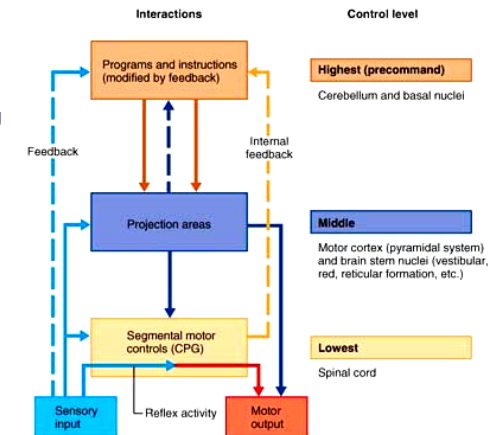 Interactions
Control level
Programs and instructions
(modified by feedback)
Highest (precommand)
Cerebellum and basal nuclei
Feedback
Internal
feedback
Projection areas
Middle
Motor cortex (pyramidal system)
and brain stem nuclei (vestibular,
red, reticular formation, etc.)
Segmental motor
controls (CPG)
Lowest
Spinal cord
Sensory
input
Reflex activity
Motor
output